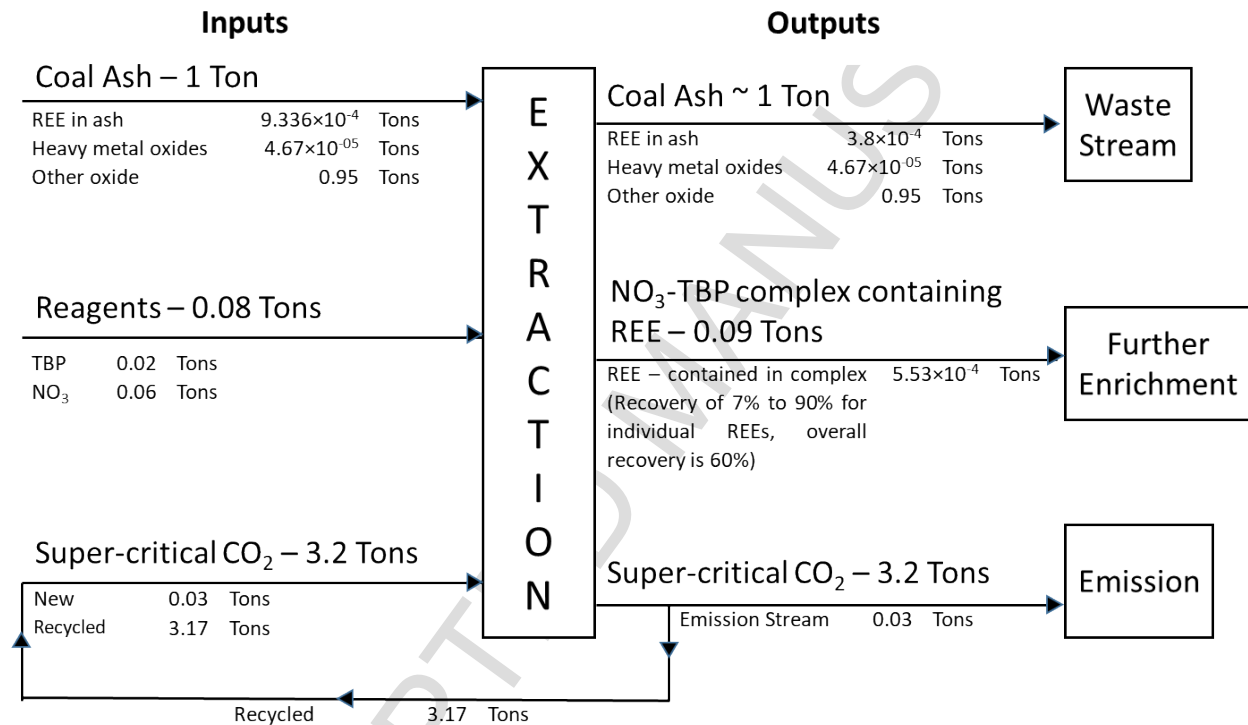 Inputs
Outputs
Coal Ash – 1 Ton
REE in ash 9.336×10⁻⁴ Tons
Heavy metal oxides 4.67×10⁻⁰⁵ Tons
Other oxide 0.95 Tons
Reagents – 0.08 Tons
TBP 0.02 Tons
NO₃ 0.06 Tons
Super-critical CO₂ – 3.2 Tons
New 0.03 Tons
Recycled 3.17 Tons
E
X
T
R
A
C
T
I
O
N
Coal Ash ~ 1 Ton
REE in ash 3.8×10⁻⁴ Tons
Heavy metal oxides 4.67×10⁻⁰⁵ Tons
Other oxide 0.95 Tons
Waste
Stream
NO₃-TBP complex containing
REE – 0.09 Tons
REE – contained in complex 5.53×10⁻⁴ Tons
(Recovery of 7% to 90% for
individual REEs, overall
recovery is 60%)
Further
Enrichment
Super-critical CO₂ – 3.2 Tons
Emission Stream 0.03 Tons
Emission
Recycled 3.17 Tons